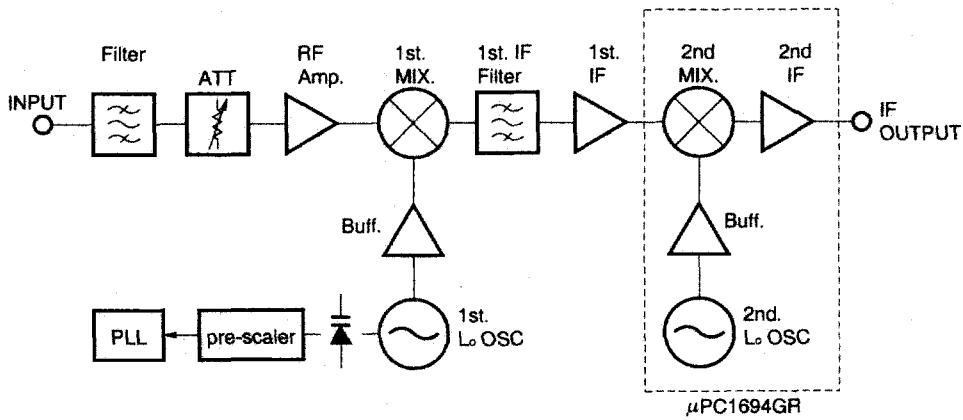 Filter
ATT
RF
Amp.
1st.
MIX.
1st. IF
Filter
1st.
IF
2nd
MIX.
2nd
IF
INPUT
IF
OUTPUT
Buff.
Buff.
PLL
pre-scaler
1st.
Lo OSC
2nd.
Lo OSC
μPC1694GR